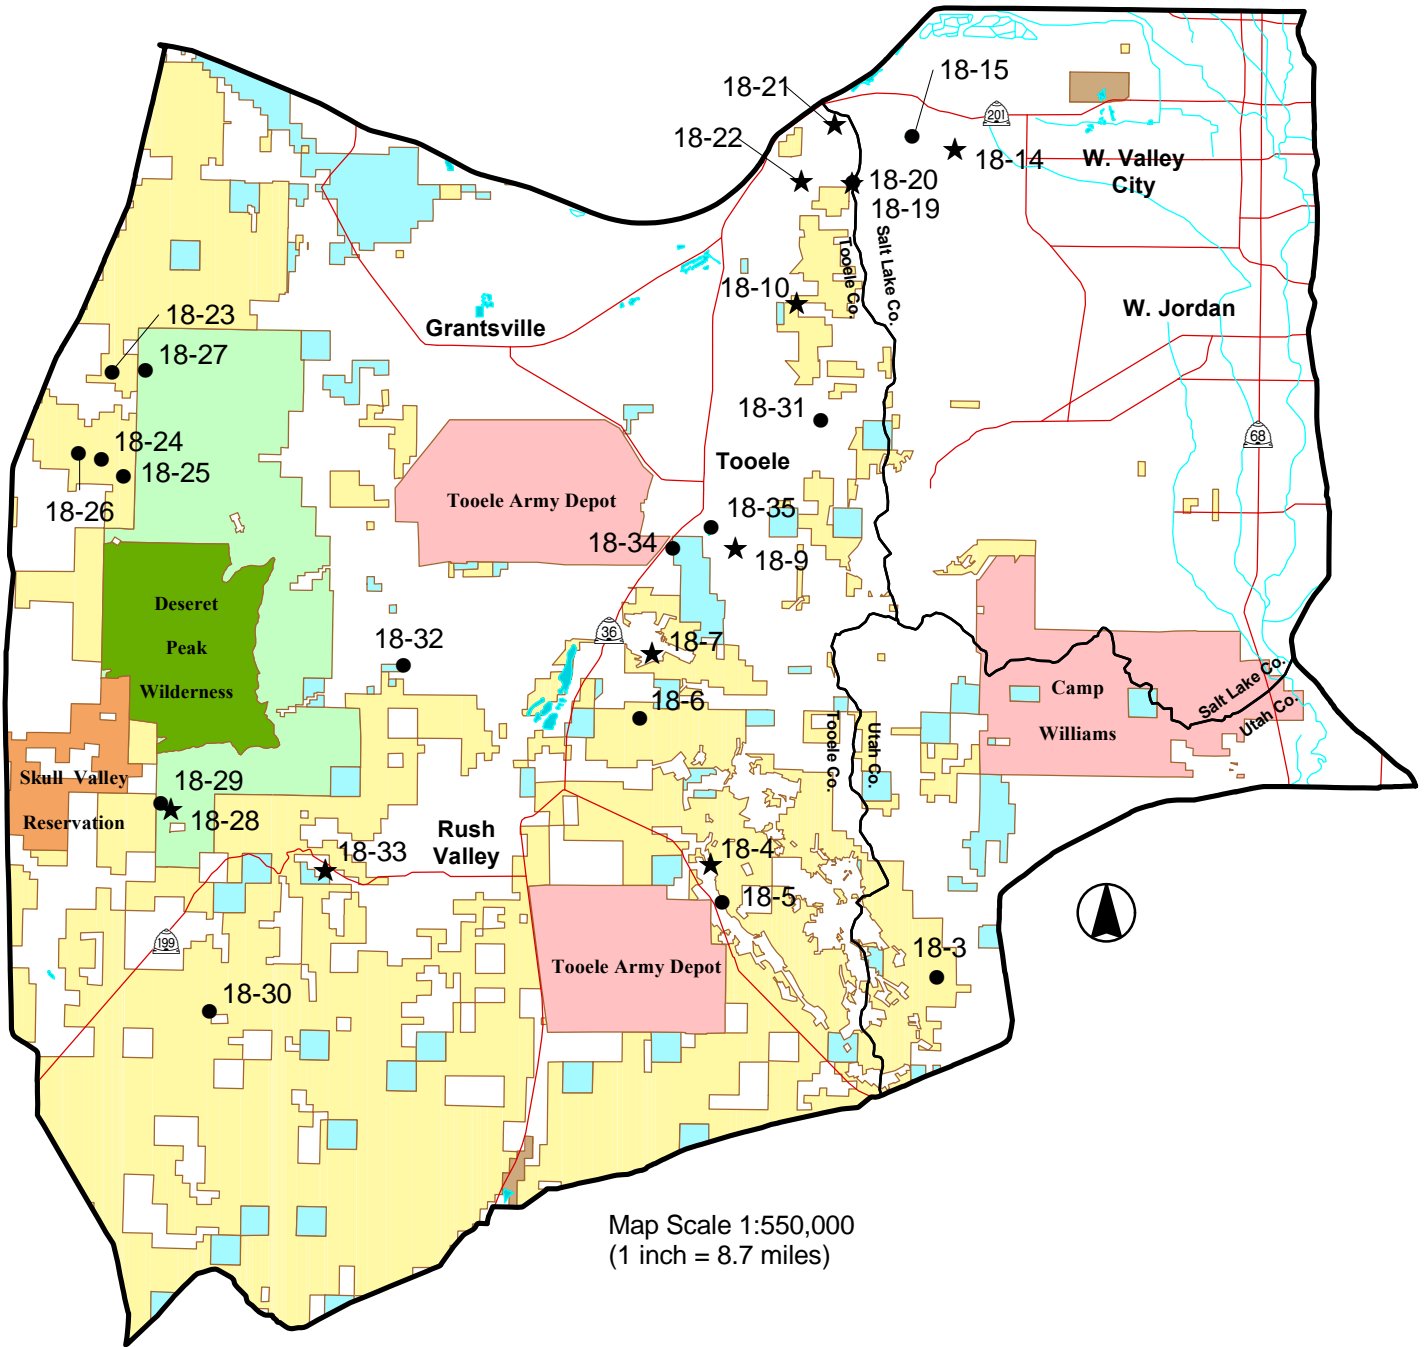 18-15
18-21
201
18-22
18-14
W. Valley
City
18-20
18-19
Salt Lake Co.
Tooele Co.
18-10
W. Jordan
18-23
Grantsville
18-27
18-31
68
18-24
Tooele
18-25
Tooele Army Depot
18-26
18-35
18-34
18-9
Deseret
Peak
Wilderness
36
18-7
18-32
Camp
Williams
Salt Lake Co.
Utah Co.
18-6
Tooele Co.
Utah Co.
Skull Valley
Reservation
18-29
18-28
Rush
Valley
18-33
18-4
18-5
199
18-3
Tooele Army Depot
18-30
Map Scale 1:550,000
(1 inch = 8.7 miles)